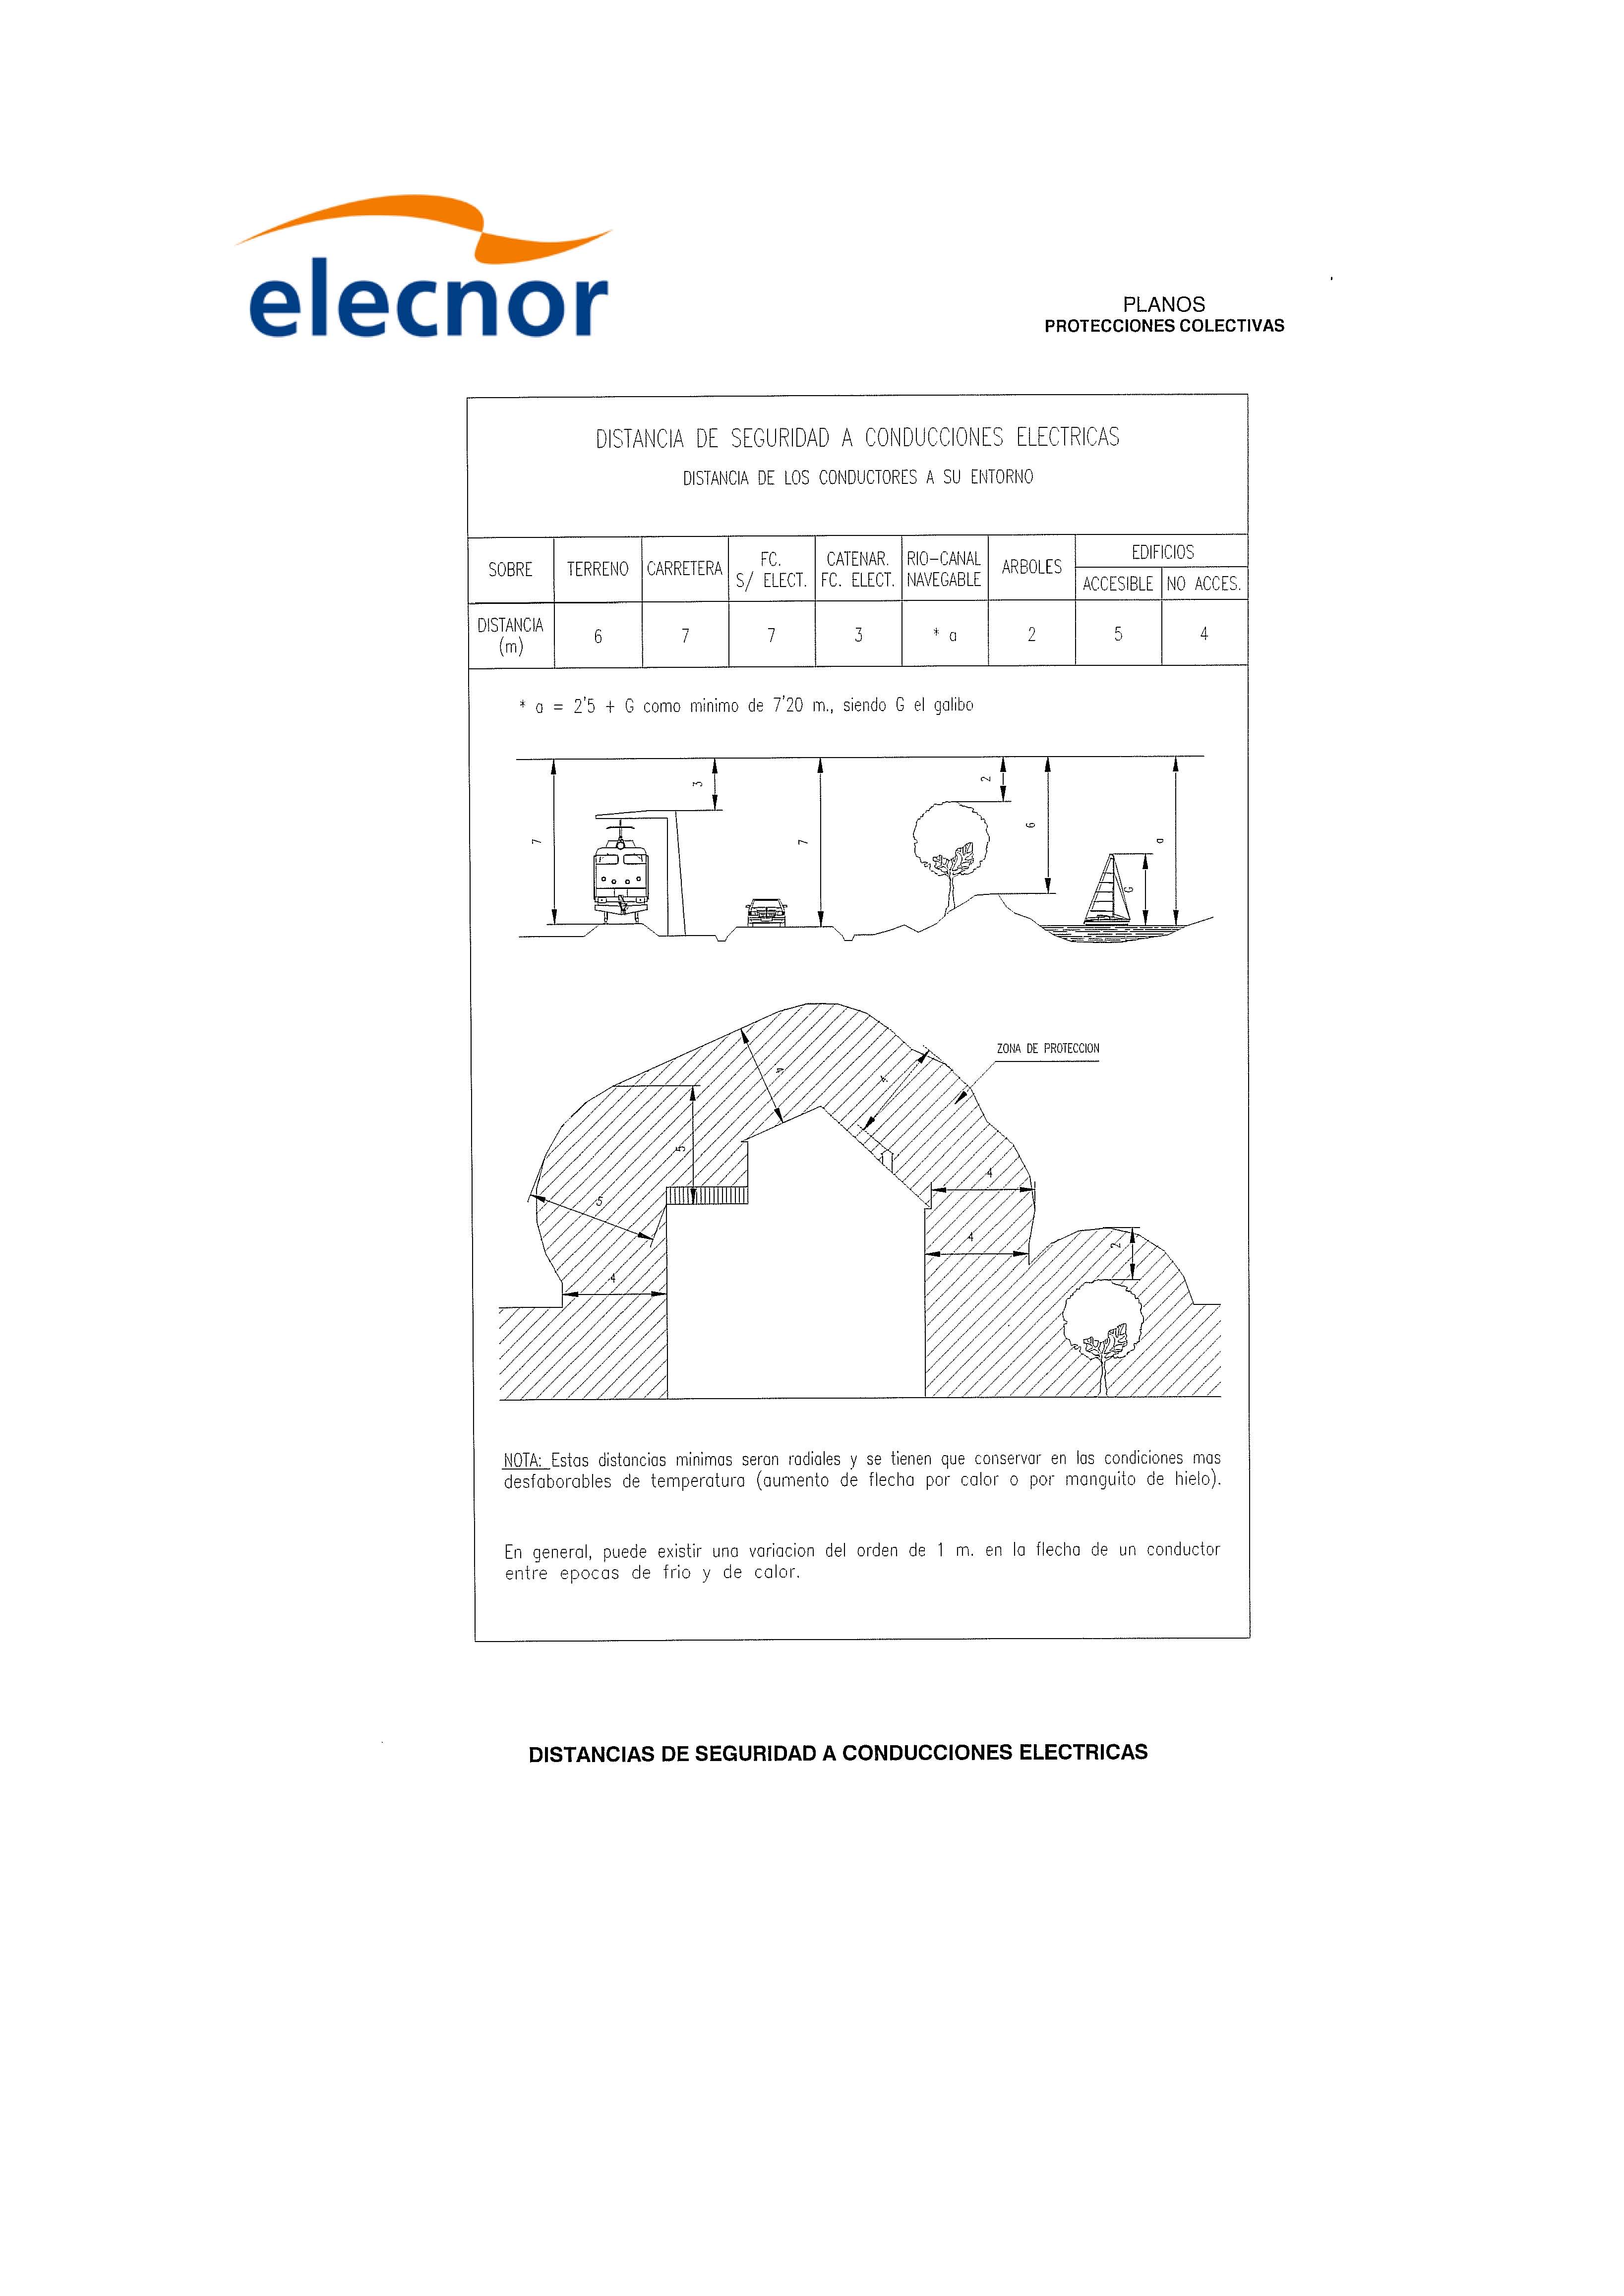 elecnor
PLANOS
PROTECCIONES COLECTIVAS
DISTANCIA DE SEGURIDAD A CONDUCCIONES ELECTRICAS
DISTANCIA DE LOS CONDUCTORES A SU ENTORNO
SOBRE
TERRENO
CARRETERA
FC.
S/ ELECT.
CATENAR.
FC. ELECT.
RIO-CANAL
NAVEGABLE
ARBOLES
EDIFICIOS
ACCESIBLE
NO ACCES.
DISTANCIA
(m)
6
7
7
3
* a
2
5
4
* a = 2'5 + G como minimo de 7'20 m., siendo G el galibo
7
3
7
2
6
G
a
ZONA DE PROTECCION
4
5
5
4
4
4
1
2
NOTA: Estas distancias minimas seran radiales y se tienen que conservar en las condiciones mas
desfaborables de temperatura (aumento de flecha por calor o por manguito de hielo).
En general, puede existir una variacion del orden de 1 m. en la flecha de un conductor
entre epocas de frio y de calor.
DISTANCIAS DE SEGURIDAD A CONDUCCIONES ELECTRICAS